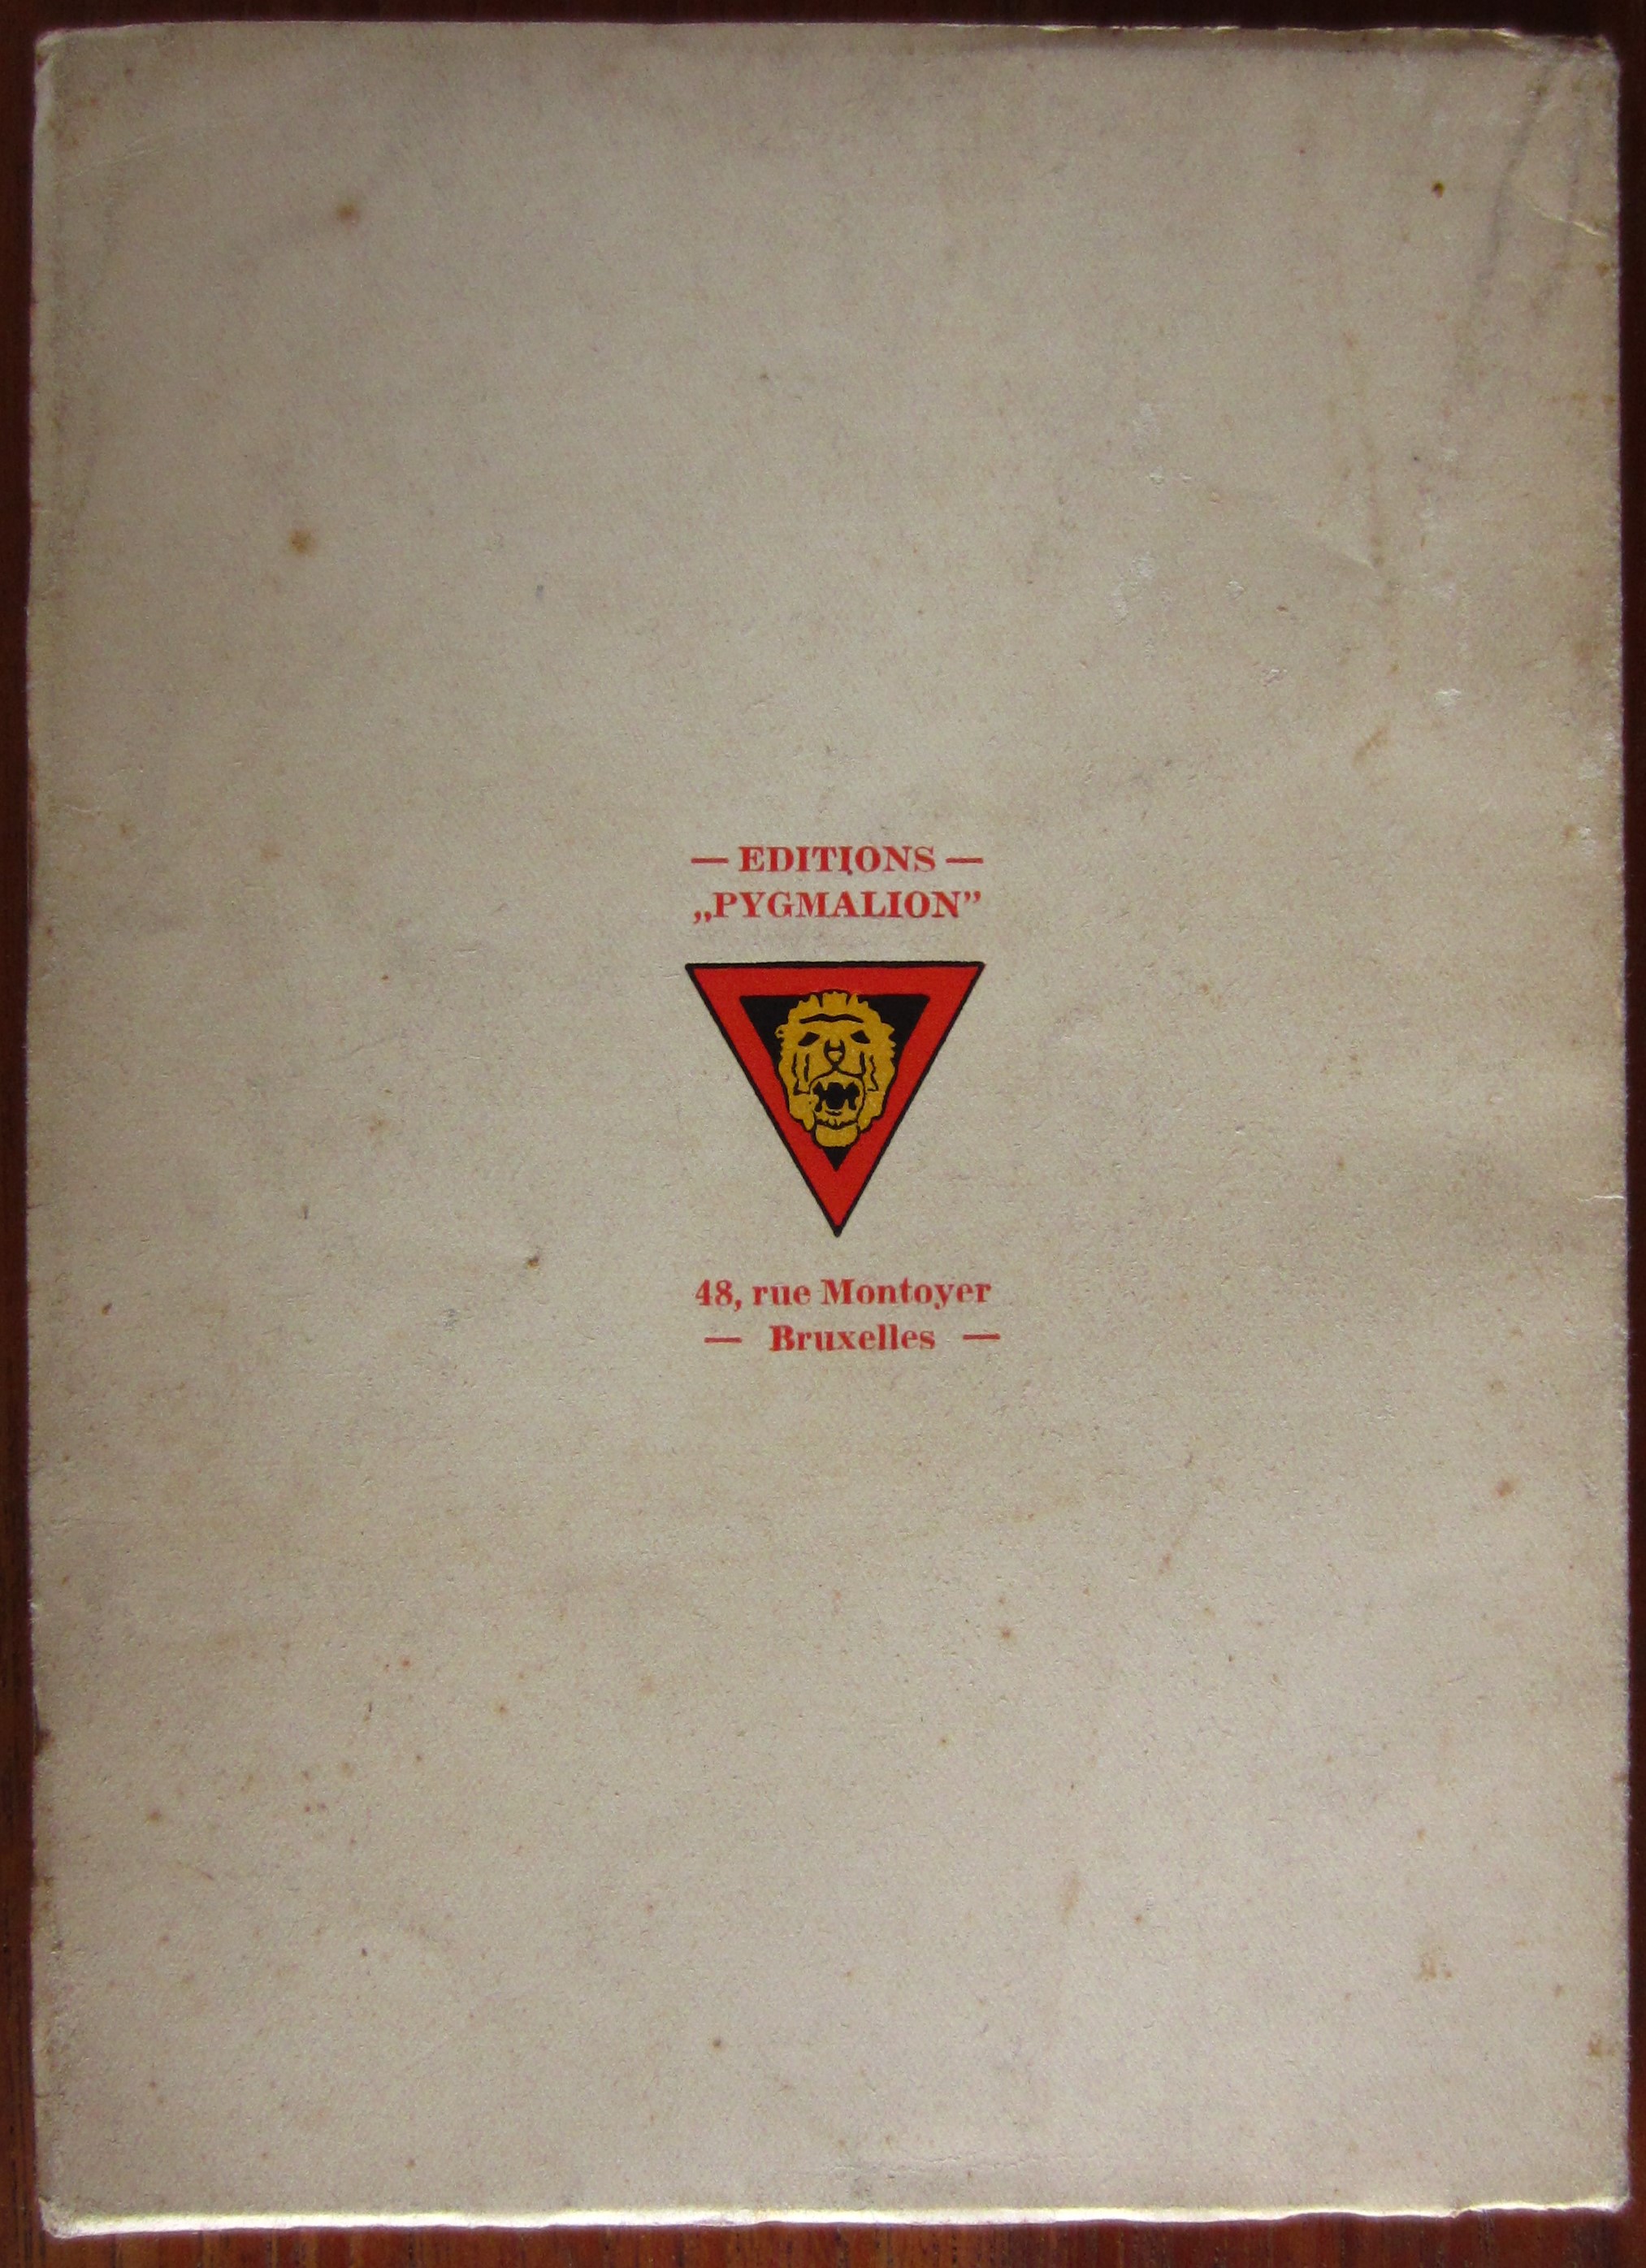 — EDITIONS —
„PYGMALION”
48, rue Montoyer
— Bruxelles —